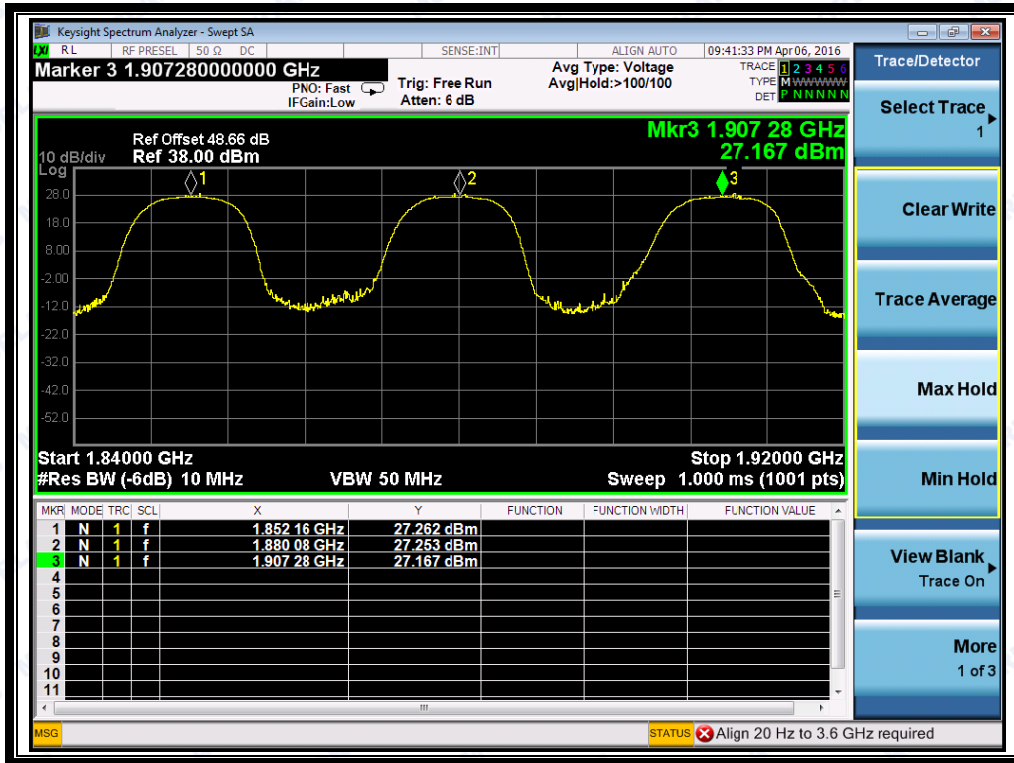 Keysight Spectrum Analyzer - Swept SA
LXI RL RF PRESEL 50 Ω DC SENSE:INT ALIGN AUTO 09:41:33 PM Apr 06, 2016
Marker 3 1.907280000000 GHz
PNO: Fast
IFGain:Low
Trig: Free Run
Atten: 6 dB
Avg Type: Voltage
Avg|Hold:>100/100
TRACE 1 2 3 4 5 6
TYPE M W W W W W
DET P N N N N N
Mkr3 1.907 28 GHz
27.167 dBm
Ref Offset 48.66 dB
10 dB/div Ref 38.00 dBm
Log
28.0
18.0
8.00
-2.00
-12.0
-22.0
-32.0
-42.0
-52.0
1
2
3
Start 1.84000 GHz Stop 1.92000 GHz
#Res BW (-6dB) 10 MHz VBW 50 MHz Sweep 1.000 ms (1001 pts)
MKR MODE TRC SCL X Y FUNCTION FUNCTION WIDTH FUNCTION VALUE
1 N 1 f 1.852 16 GHz 27.262 dBm
2 N 1 f 1.880 08 GHz 27.253 dBm
3 N 1 f 1.907 28 GHz 27.167 dBm
4
5
6
7
8
9
10
11
MSG STATUS Align 20 Hz to 3.6 GHz required
Trace/Detector
Select Trace
1
Clear Write
Trace Average
Max Hold
Min Hold
View Blank
Trace On
More
1 of 3